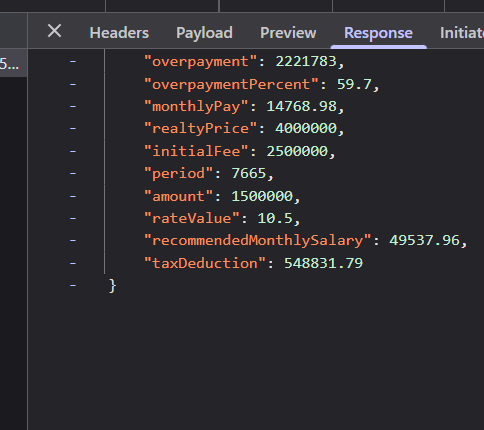 Headers Payload Preview Response Initiat
5...
- "overpayment": 2221783,
- "overpaymentPercent": 59.7,
- "monthlyPay": 14768.98,
- "realtyPrice": 4000000,
- "initialFee": 2500000,
- "period": 7665,
- "amount": 1500000,
- "rateValue": 10.5,
- "recommendedMonthlySalary": 49537.96,
- "taxDeduction": 548831.79
- }